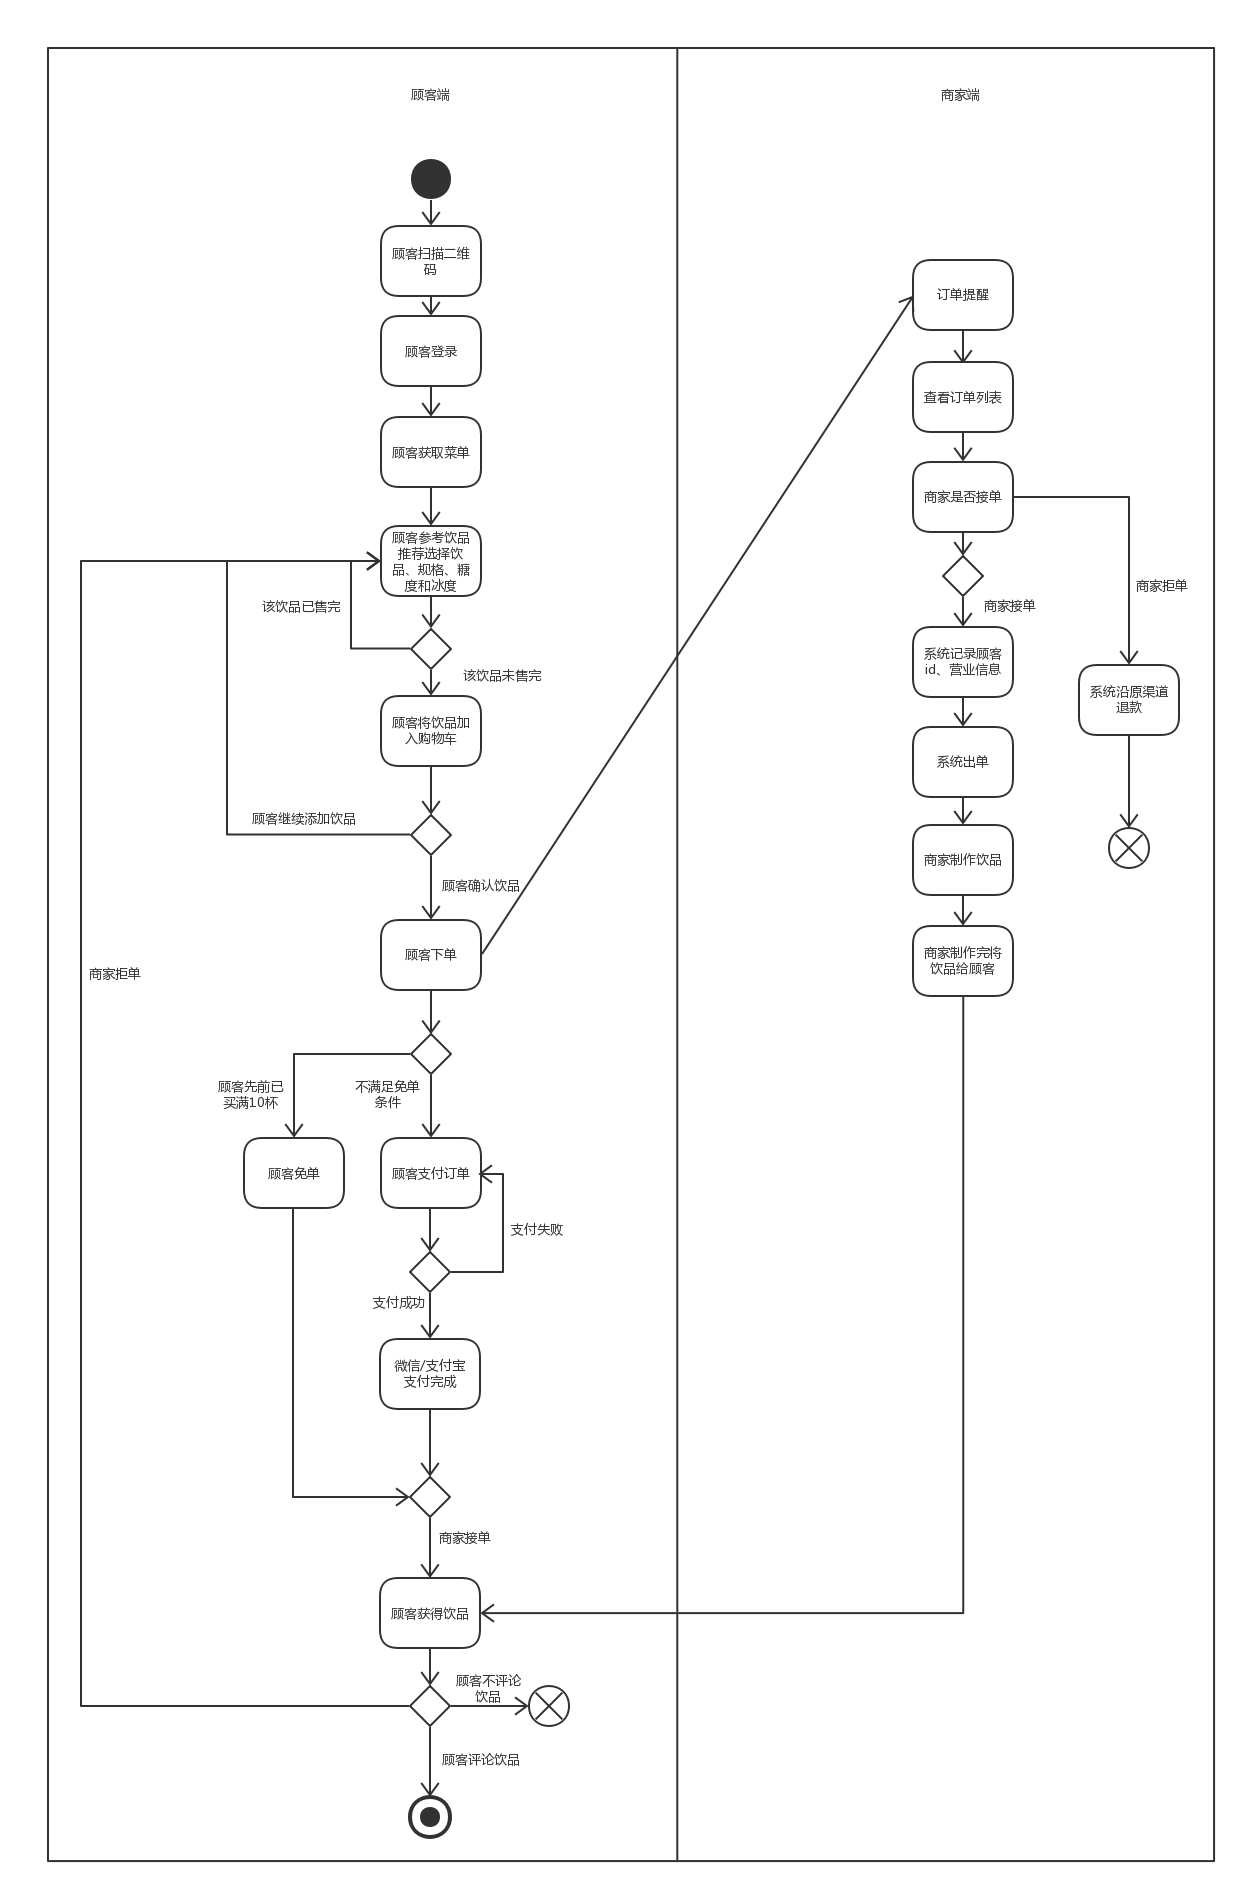 顾客端
商家端
顾客扫描二维
码
顾客登录
顾客获取菜单
顾客参考饮品
推荐选择饮
品、规格、糖
度和冰度
该饮品已售完
该饮品未售完
顾客将饮品加
入购物车
顾客继续添加饮品
顾客确认饮品
顾客下单
商家拒单
顾客先前已
买满10杯
不满足免单
条件
顾客免单
顾客支付订单
支付失败
支付成功
微信/支付宝
支付完成
商家接单
顾客获得饮品
顾客不评论
饮品
顾客评论饮品
订单提醒
查看订单列表
商家是否接单
商家接单
商家拒单
系统记录顾客
id、营业信息
系统沿原渠道
退款
系统出单
商家制作饮品
商家制作完将
饮品给顾客